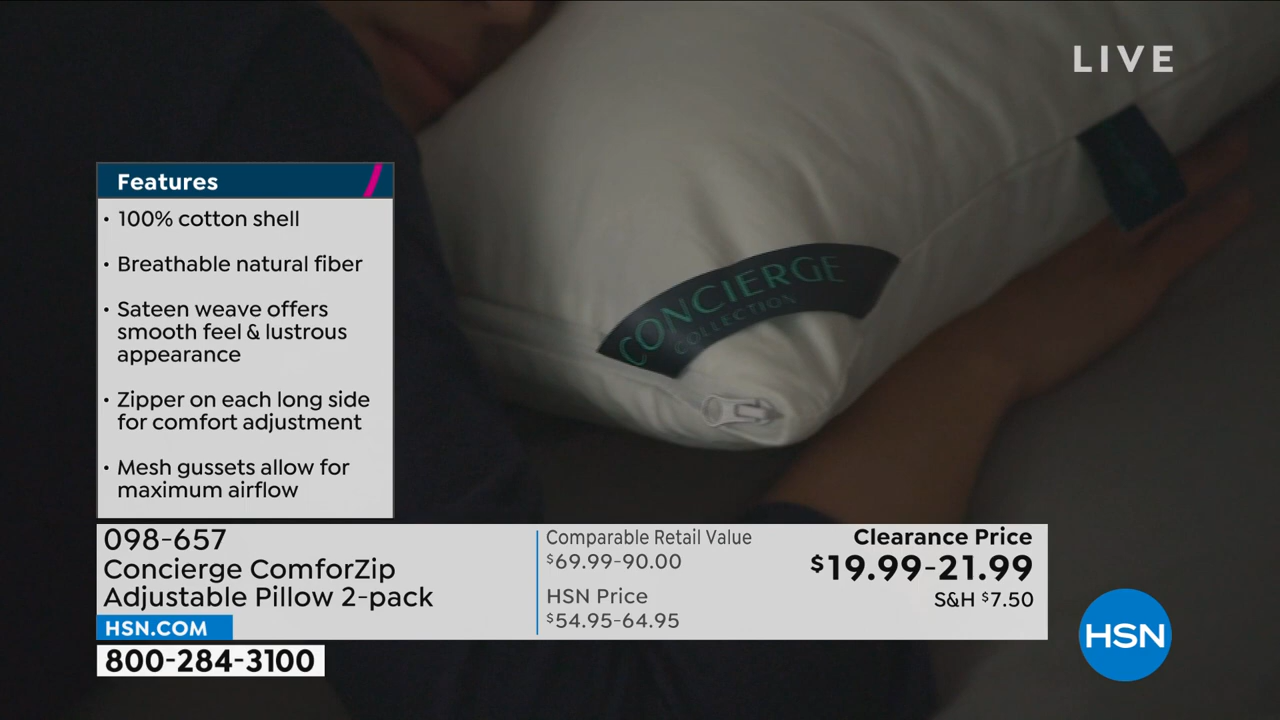 LIVE
Features
• 100% cotton shell
• Breathable natural fiber
• Sateen weave offers
smooth feel & lustrous
appearance
• Zipper on each long side
for comfort adjustment
• Mesh gussets allow for
maximum airflow
CONCIERGE
COLLECTION
098-657
Concierge ComforZip
Adjustable Pillow 2-pack
HSN.COM
800-284-3100
Comparable Retail Value
$69.99-90.00
HSN Price
$54.95-64.95
Clearance Price
$19.99-21.99
S&H $7.50
HSN